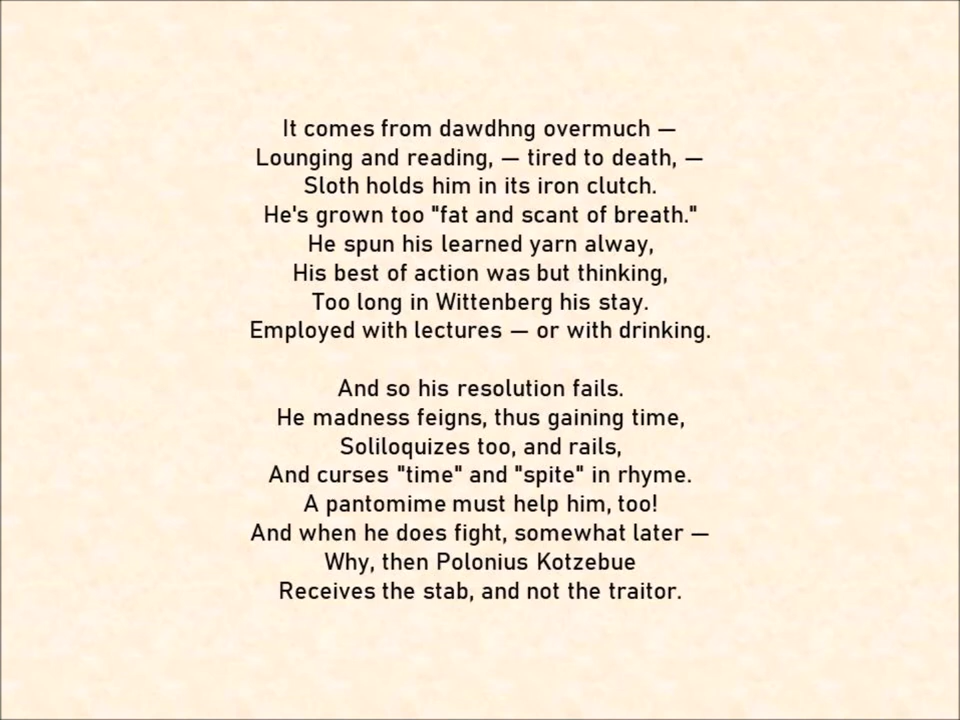 It comes from dawdhng overmuch —
Lounging and reading, — tired to death, —
Sloth holds him in its iron clutch.
He's grown too "fat and scant of breath."
He spun his learned yarn alway,
His best of action was but thinking,
Too long in Wittenberg his stay.
Employed with lectures — or with drinking.

And so his resolution fails.
He madness feigns, thus gaining time,
Soliloquizes too, and rails,
And curses "time" and "spite" in rhyme.
A pantomime must help him, too!
And when he does fight, somewhat later —
Why, then Polonius Kotzebue
Receives the stab, and not the traitor.